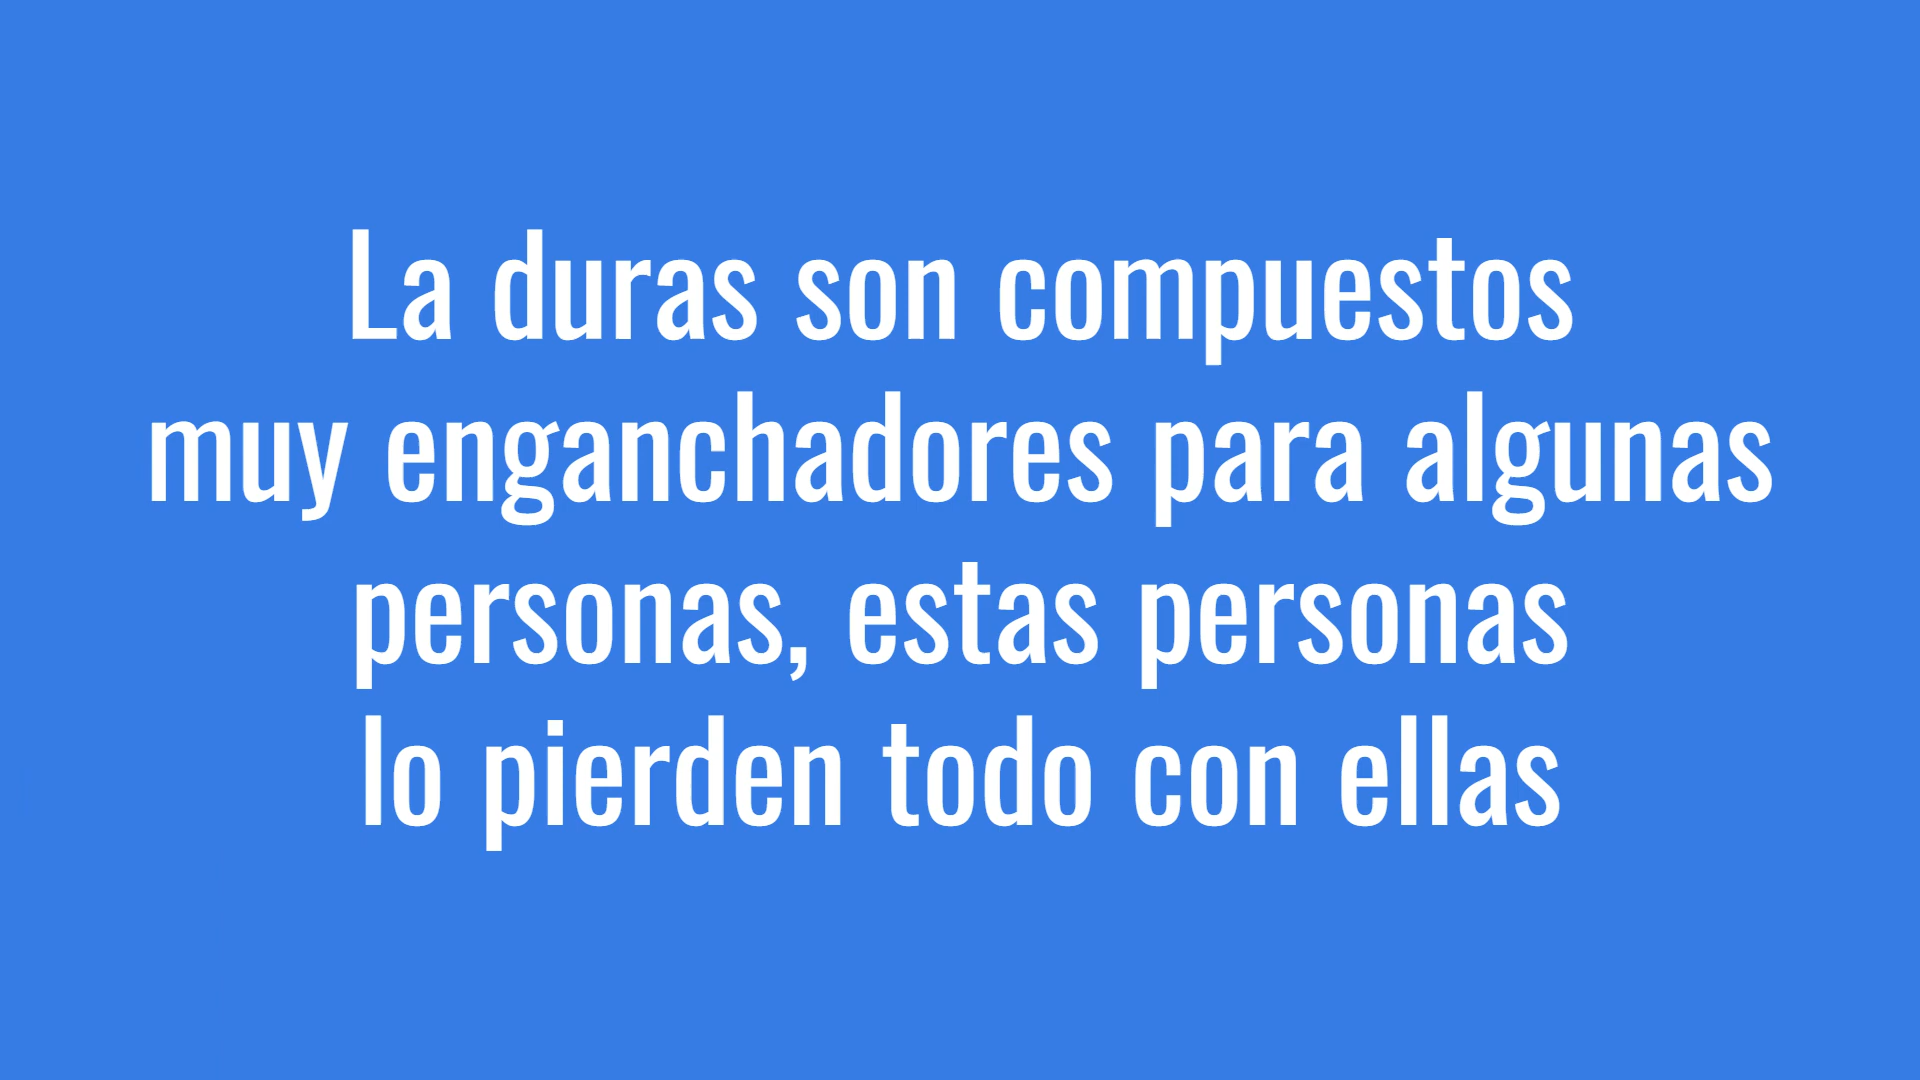 La duras son compuestos
muy enganchadores para algunas
personas, estas personas
lo pierden todo con ellas